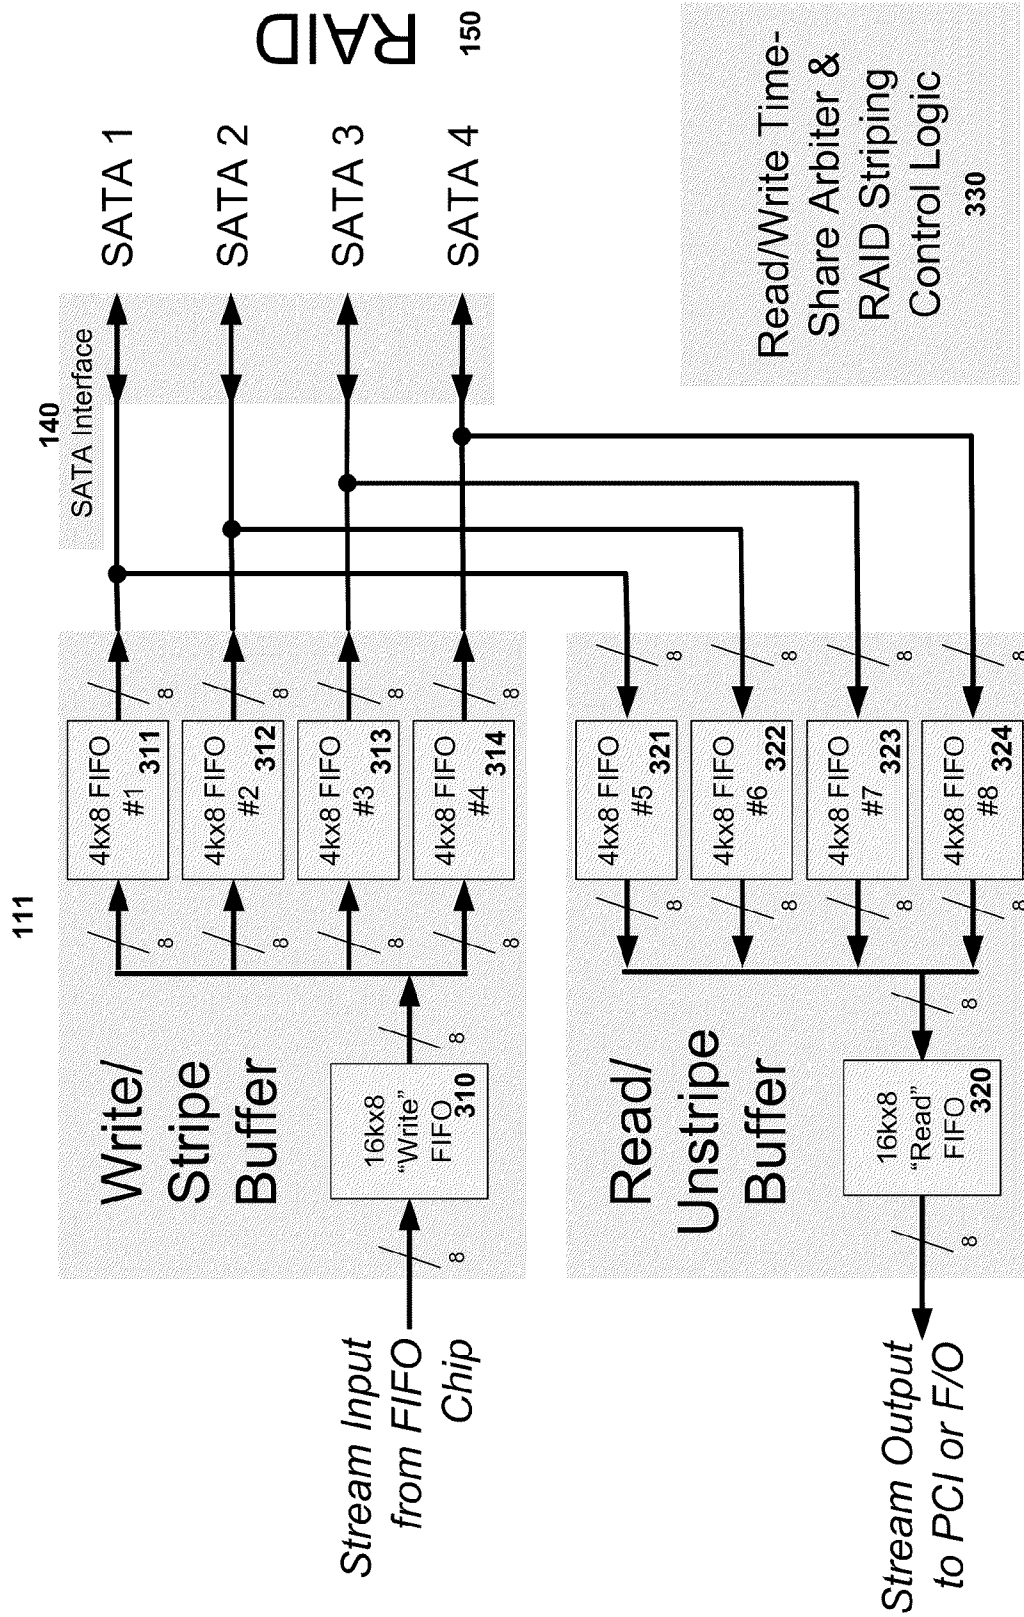 111
Write/
Stripe
Buffer
Stream Input
from FIFO
Chip
8
16kx8
“Write”
FIFO
310
8
8
8
8
8
4kx8 FIFO
#1
311
4kx8 FIFO
#2
312
4kx8 FIFO
#3
313
4kx8 FIFO
#4
314
8
8
8
8
140
SATA Interface
SATA 1
SATA 2
SATA 3
SATA 4
RAID
150
Read/
Unstripe
Buffer
Stream Output
to PCI or F/O
8
16kx8
“Read”
FIFO
320
8
8
8
8
8
4kx8 FIFO
#5
321
4kx8 FIFO
#6
322
4kx8 FIFO
#7
323
4kx8 FIFO
#8
324
8
8
8
8
Read/Write Time-
Share Arbiter &
RAID Striping
Control Logic
330